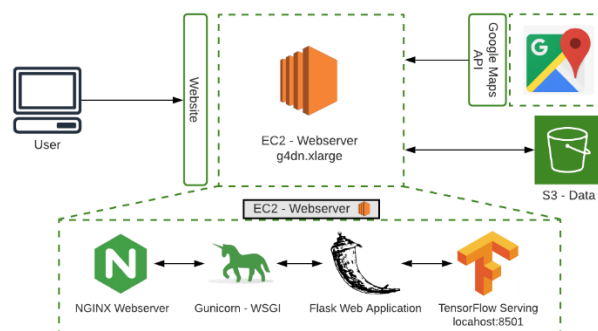 User
Website
EC2 - Webserver
g4dn.xlarge
Google Maps
API
G
S3 - Data
EC2 - Webserver
N
NGINX Webserver
Gunicorn - WSGI
Flask Web Application
TensorFlow Serving
locahost:8501